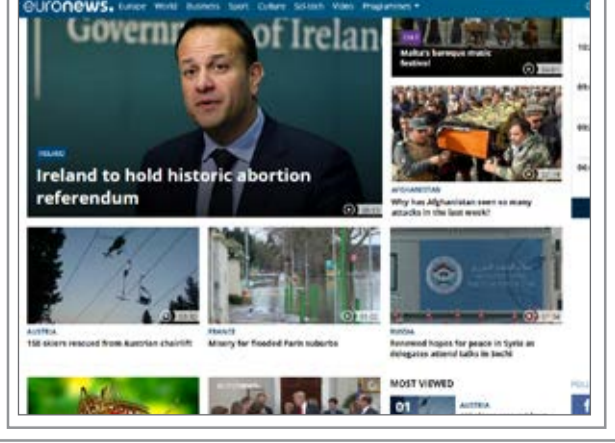 euronews. Europe World Business Sport Culture Sci-tech Video Programmes
Government of Ireland
Malta's baroque music
festival
IRELAND
Ireland to hold historic abortion
referendum
AFGHANISTAN
Why has Afghanistan seen so many
attacks in the last week?
AUSTRIA
150 skiers rescued from Austrian chairlift
FRANCE
Misery for flooded Paris suburbs
RUSSIA
Renewed hopes for peace in Syria as
delegates attend talks in Sochi
euronews.
MOST VIEWED
01
AUSTRIA